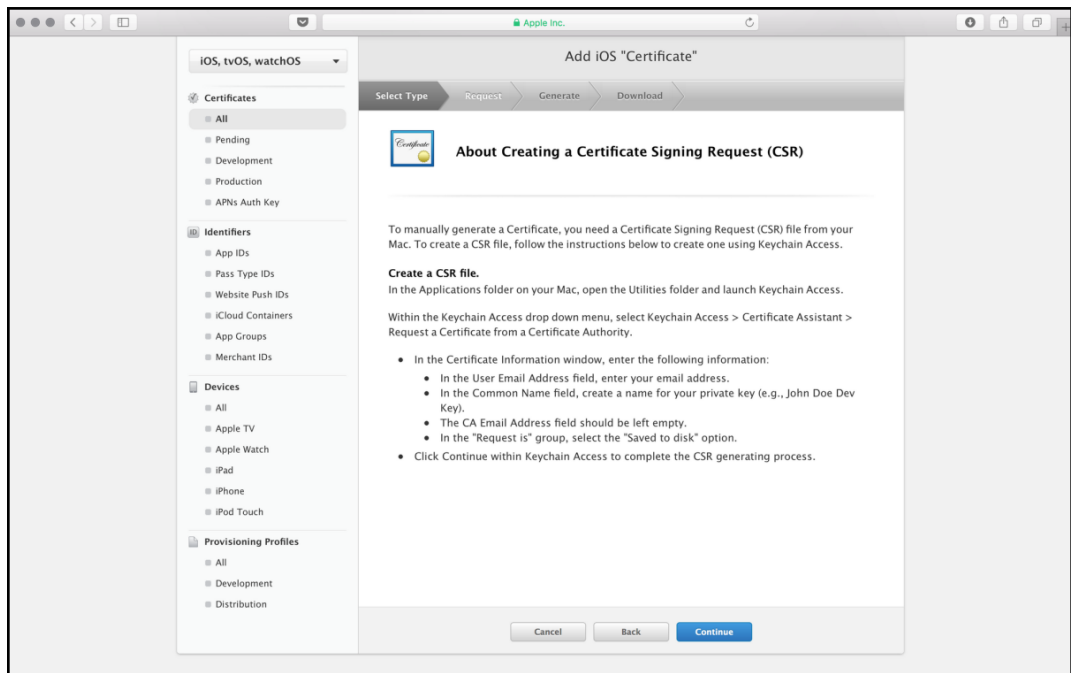 Apple Inc.
iOS, tvOS, watchOS
Add iOS "Certificate"
Certificates
All
Pending
Development
Production
APNs Auth Key
ID Identifiers
App IDs
Pass Type IDs
Website Push IDs
iCloud Containers
App Groups
Merchant IDs
Devices
All
Apple TV
Apple Watch
iPad
iPhone
iPod Touch
Provisioning Profiles
All
Development
Distribution
Select Type
Request
Generate
Download
Certificate
About Creating a Certificate Signing Request (CSR)
To manually generate a Certificate, you need a Certificate Signing Request (CSR) file from your
Mac. To create a CSR file, follow the instructions below to create one using Keychain Access.
Create a CSR file.
In the Applications folder on your Mac, open the Utilities folder and launch Keychain Access.
Within the Keychain Access drop down menu, select Keychain Access > Certificate Assistant >
Request a Certificate from a Certificate Authority.
• In the Certificate Information window, enter the following information:
• In the User Email Address field, enter your email address.
• In the Common Name field, create a name for your private key (e.g., John Doe Dev
Key).
• The CA Email Address field should be left empty.
• In the "Request is" group, select the "Saved to disk" option.
• Click Continue within Keychain Access to complete the CSR generating process.
Cancel
Back
Continue